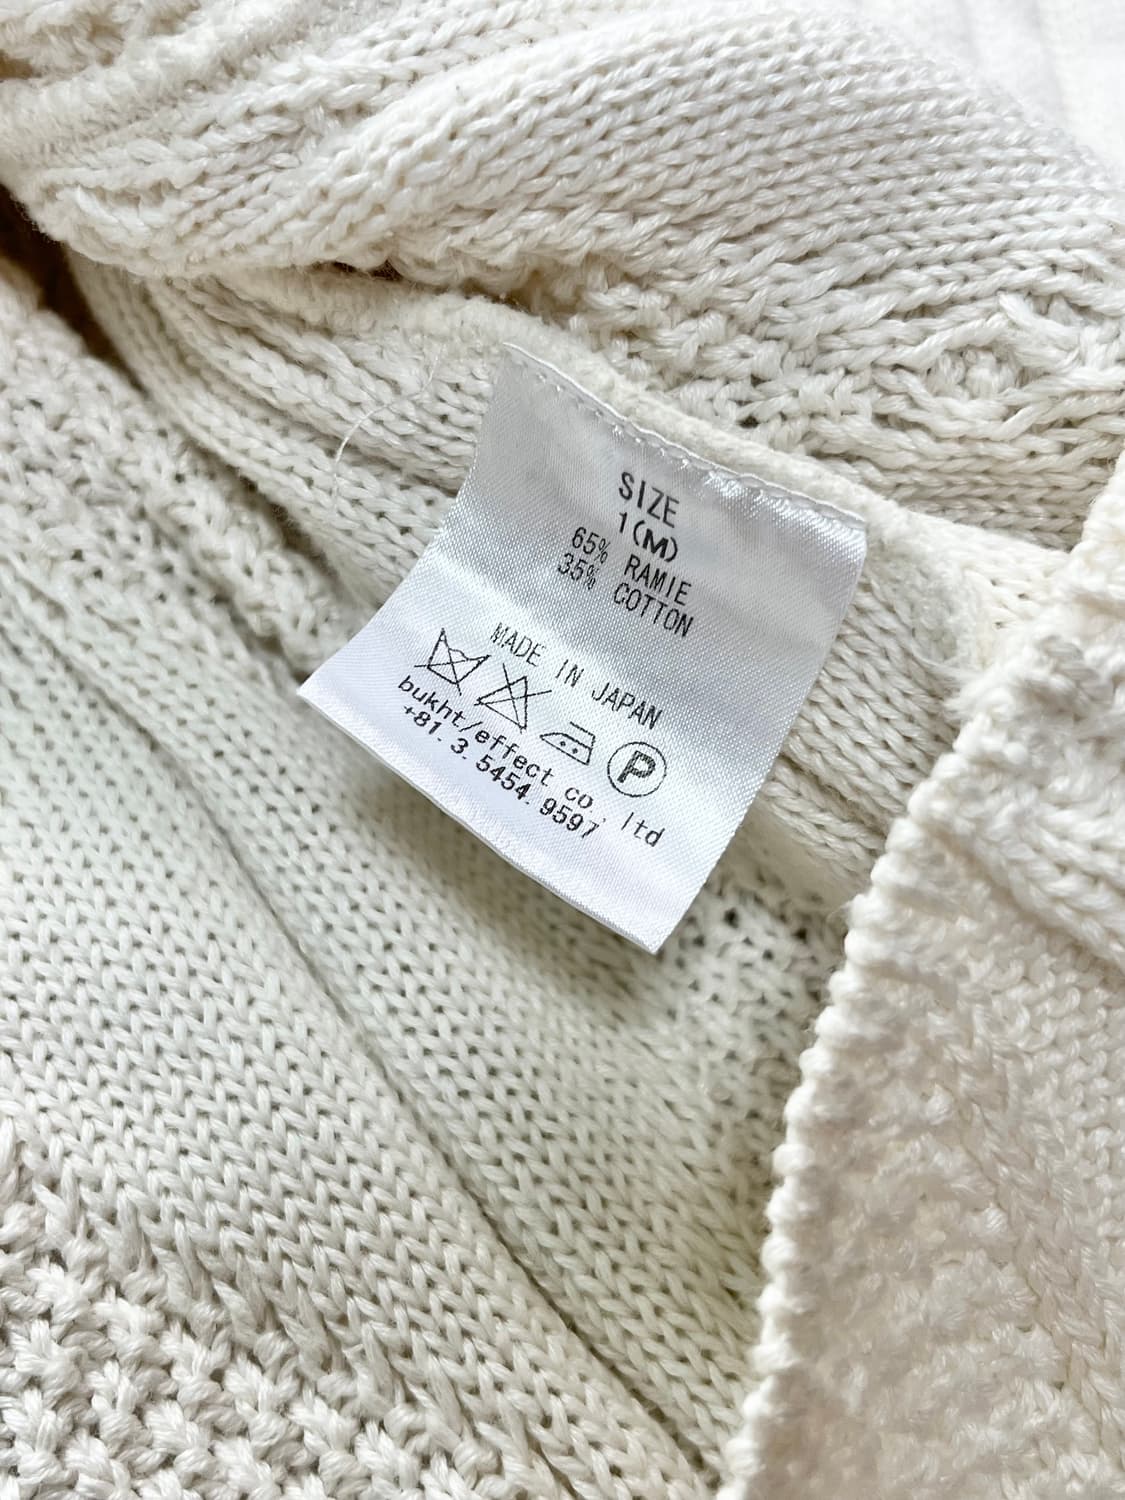 SIZE
1(M)
65% RAMIE
35% COTTON
MADE IN JAPAN
P
bukht/effect co., ltd
+81. 3. 5454. 9597